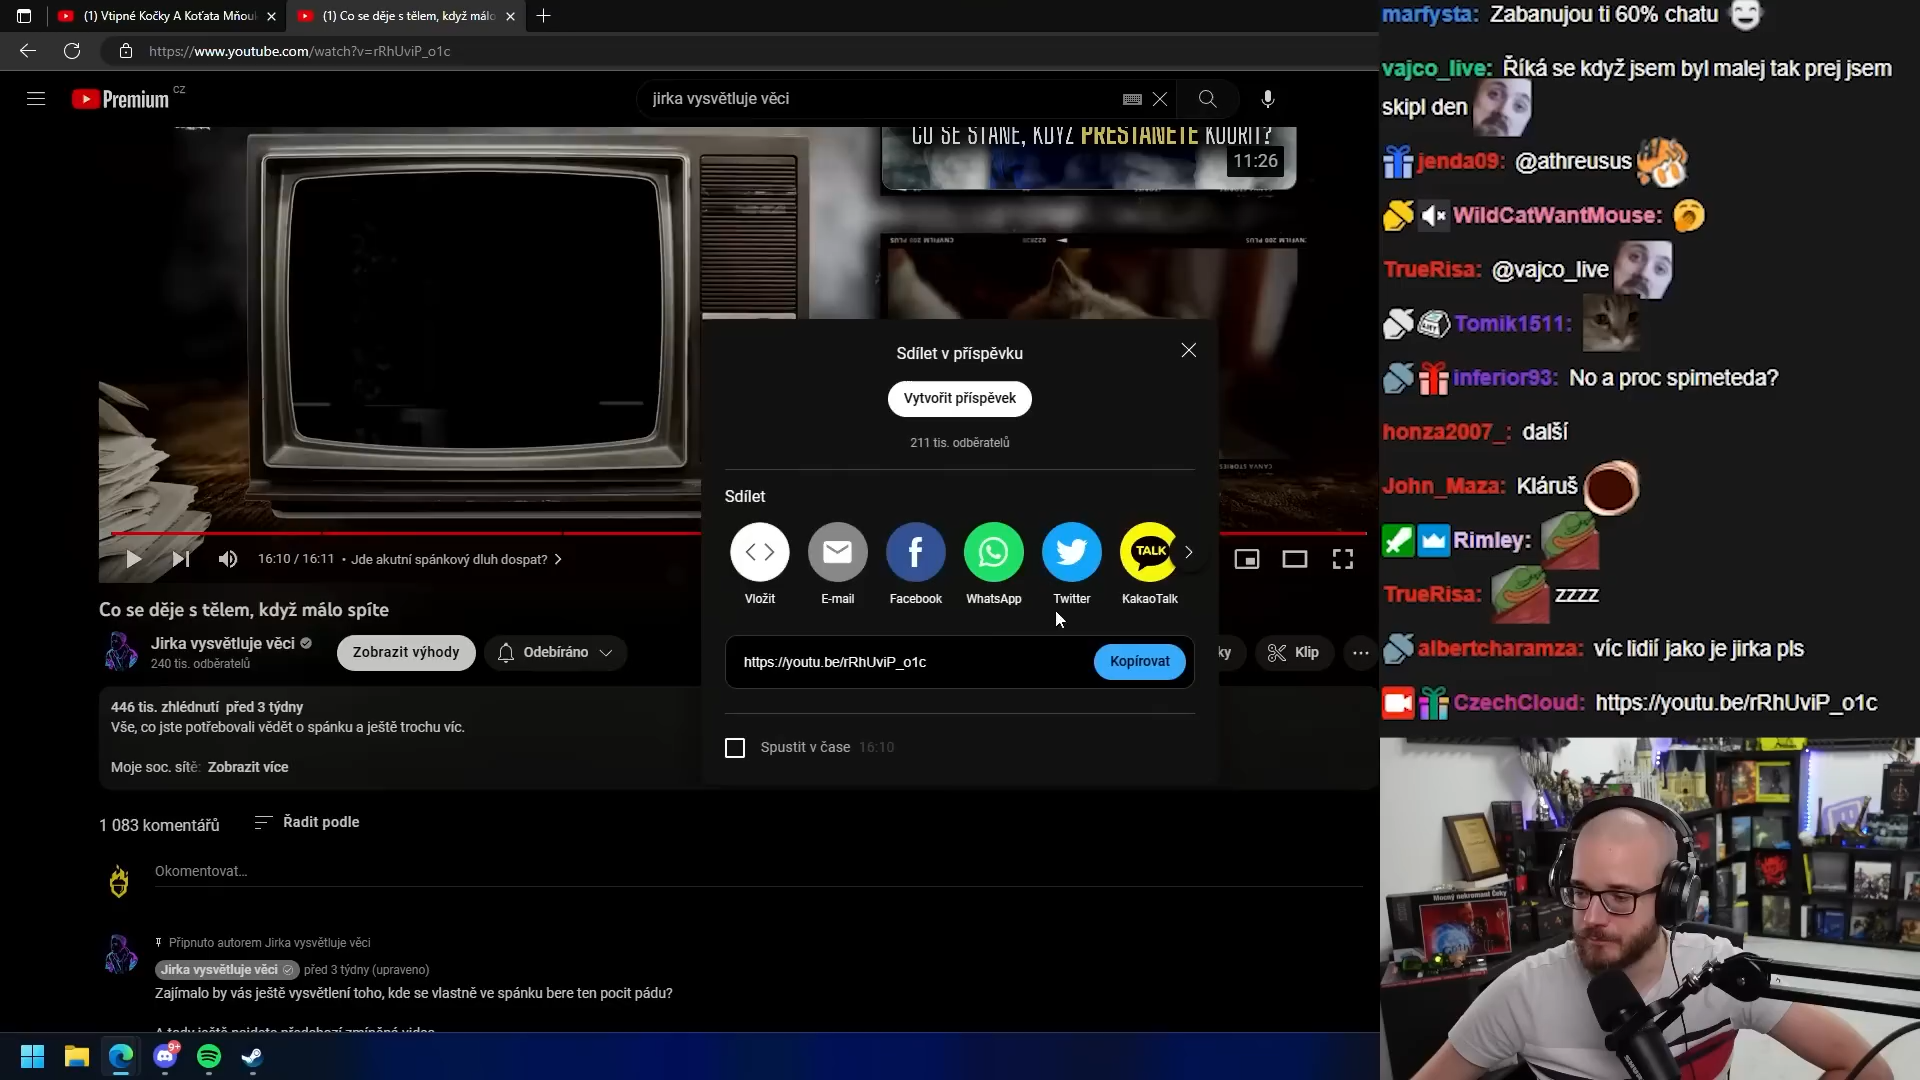 (1) Vtipné Kočky A Koťata Mňouk
(1) Co se děje s tělem, když málo
https://www.youtube.com/watch?v=rRhUviP_o1c
Premium CZ
jirka vysvětluje věci
CO SE STANE, KDYŽ PŘESTANETE KOUŘIT?
11:26
Sdílet v příspěvku
Vytvořit příspěvek
211 tis. odběratelů
Sdílet
TALK
Vložit
E-mail
Facebook
WhatsApp
Twitter
KakaoTalk
https://youtu.be/rRhUviP_o1c
Kopírovat
Spustit v čase 16:10
16:10 / 16:11 • Jde akutní spánkový dluh dospat?
Co se děje s tělem, když málo spíte
Jirka vysvětluje věci
240 tis. odběratelů
Zobrazit výhody
Odebíráno
ky
Klip
446 tis. zhlédnutí před 3 týdny
Vše, co jste potřebovali vědět o spánku a ještě trochu víc.
Moje soc. sítě: Zobrazit více
1 083 komentářů
Řadit podle
Okomentovat...
Připnuto autorem Jirka vysvětluje věci
Jirka vysvětluje věci před 3 týdny (upraveno)
Zajímalo by vás ještě vysvětlení toho, kde se vlastně ve spánku bere ten pocit pádu?
9+
marfysta: Zabanujou ti 60% chatu
vajco_live: Říká se když jsem byl malej tak prej jsem
skipl den
jenda09: @athreusus
WildCatWantMouse:
TrueRisa: @vajco_live
Tomik1511:
inferior93: No a proc spimeteda?
honza2007_: další
John_Maza: Kláruš
Rimley:
TrueRisa: zzzz
albertcharamza: víc lidií jako je jirka pls
CzechCloud: https://youtu.be/rRhUviP_o1c